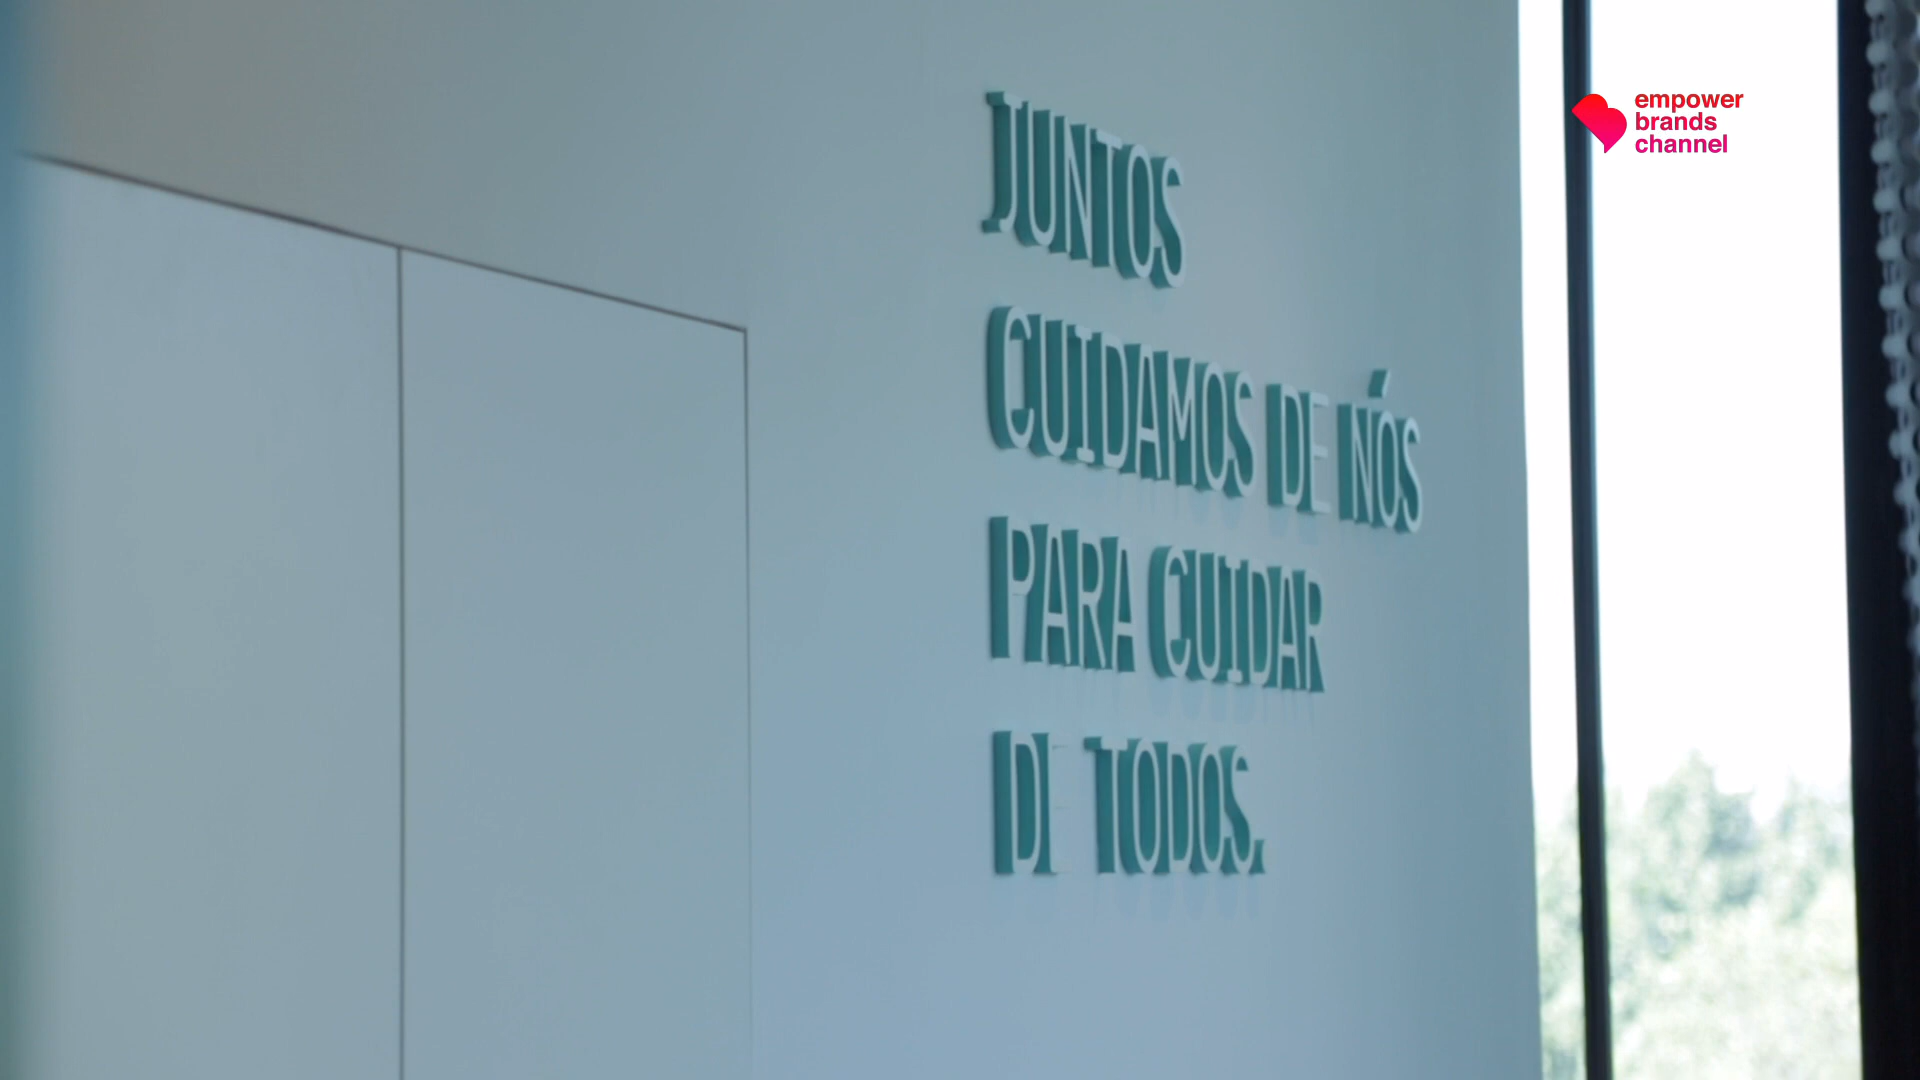 JUNTOS
CUIDAMOS DE NÓS
PARA CUIDAR
DE TODOS.
empower
brands
channel